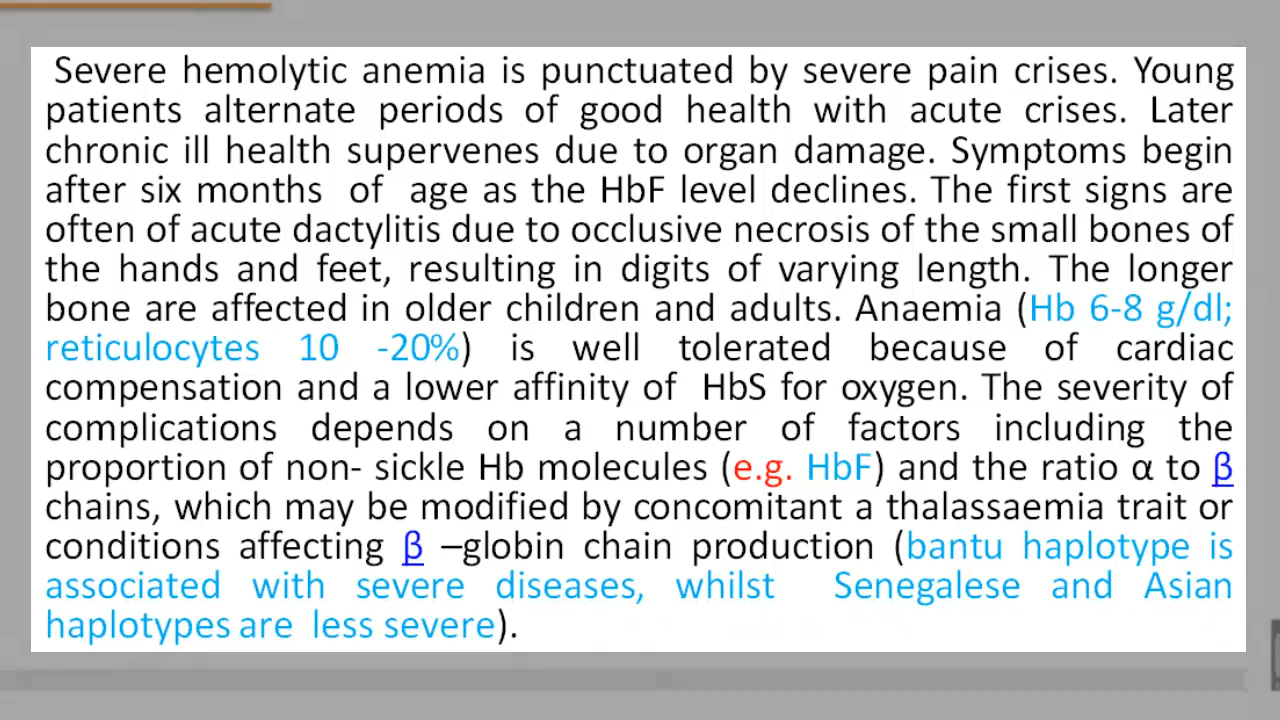 Severe hemolytic anemia is punctuated by severe pain crises. Young
patients alternate periods of good health with acute crises. Later
chronic ill health supervenes due to organ damage. Symptoms begin
after six months of age as the HbF level declines. The first signs are
often of acute dactylitis due to occlusive necrosis of the small bones of
the hands and feet, resulting in digits of varying length. The longer
bone are affected in older children and adults. Anaemia (Hb 6-8 g/dl;
reticulocytes 10 -20%) is well tolerated because of cardiac
compensation and a lower affinity of HbS for oxygen. The severity of
complications depends on a number of factors including the
proportion of non- sickle Hb molecules (e.g. HbF) and the ratio α to β
chains, which may be modified by concomitant a thalassaemia trait or
conditions affecting β –globin chain production (bantu haplotype is
associated with severe diseases, whilst Senegalese and Asian
haplotypes are less severe).